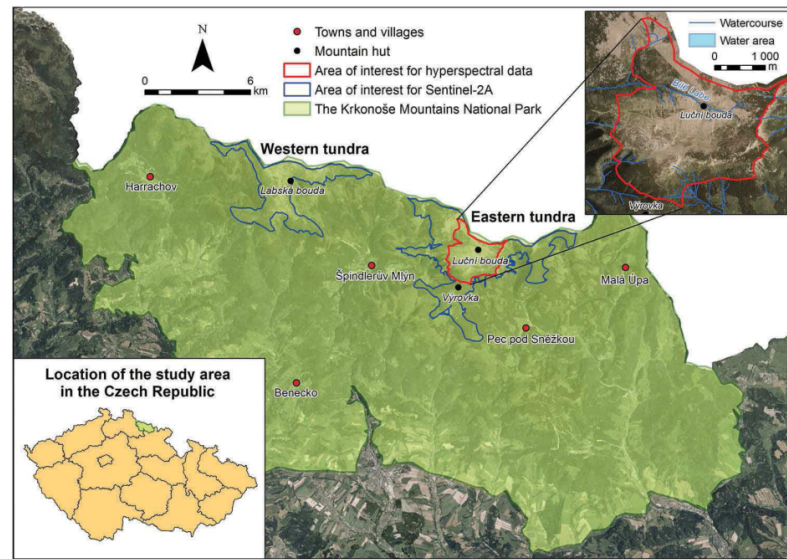 N
0 6
km
Towns and villages
Mountain hut
Area of interest for hyperspectral data
Area of interest for Sentinel-2A
The Krkonoše Mountains National Park
Watercourse
Water area
0 1 000
m
Bílé Labe
Luční bouda
Výrovka
Western tundra
Harrachov
Labská bouda
Eastern tundra
Luční bouda
Špindlerův Mlýn
Malá Úpa
Výrovka
Pec pod Sněžkou
Benecko
Location of the study area
in the Czech Republic